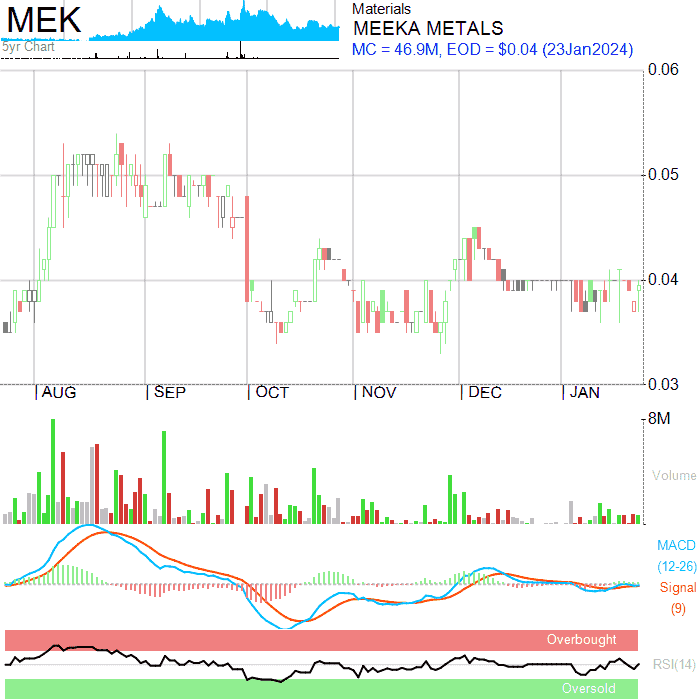 MEK
5yr Chart
Materials
MEEKA METALS
MC = 46.9M, EOD = $0.04 (23Jan2024)
0.06
0.05
0.04
0.03
AUG SEP OCT NOV DEC JAN
8M
Volume
MACD
(12-26)
Signal
(9)
Overbought
RSI(14)
Oversold